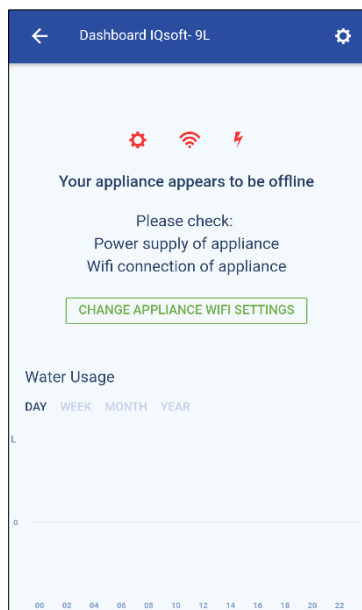 Dashboard IQsoft- 9L
Your appliance appears to be offline
Please check:
Power supply of appliance
Wifi connection of appliance
CHANGE APPLIANCE WIFI SETTINGS
Water Usage
DAY WEEK MONTH YEAR
L
0
00 02 04 06 08 10 12 14 16 18 20 22